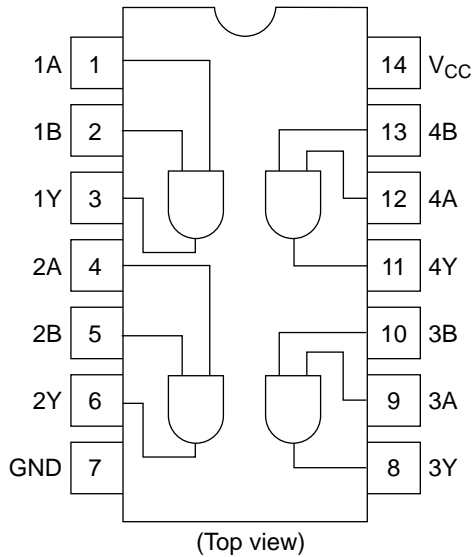 1A 1 14 VCC
1B 2 13 4B
1Y 3 12 4A
2A 4 11 4Y
2B 5 10 3B
2Y 6 9 3A
GND 7 8 3Y
(Top view)